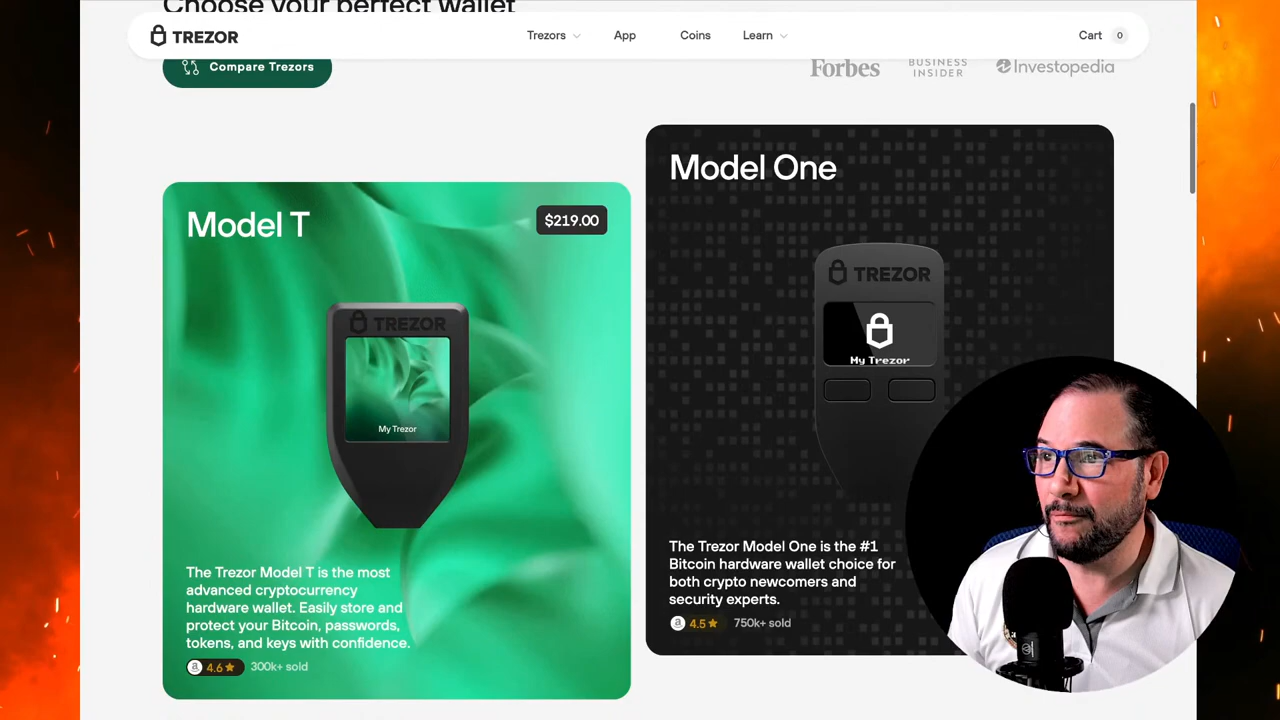 Choose your perfect wallet
TREZOR
Trezors
App
Coins
Learn
Cart
0
Compare Trezors
Forbes
BUSINESS
INSIDER
Investopedia
Model T
$219.00
TREZOR
My Trezor
The Trezor Model T is the most
advanced cryptocurrency
hardware wallet. Easily store and
protect your Bitcoin, passwords,
tokens, and keys with confidence.
a
4.6
300k+ sold
Model One
TREZOR
My Trezor
The Trezor Model One is the #1
Bitcoin hardware wallet choice for
both crypto newcomers and
security experts.
a
4.5
750k+ sold